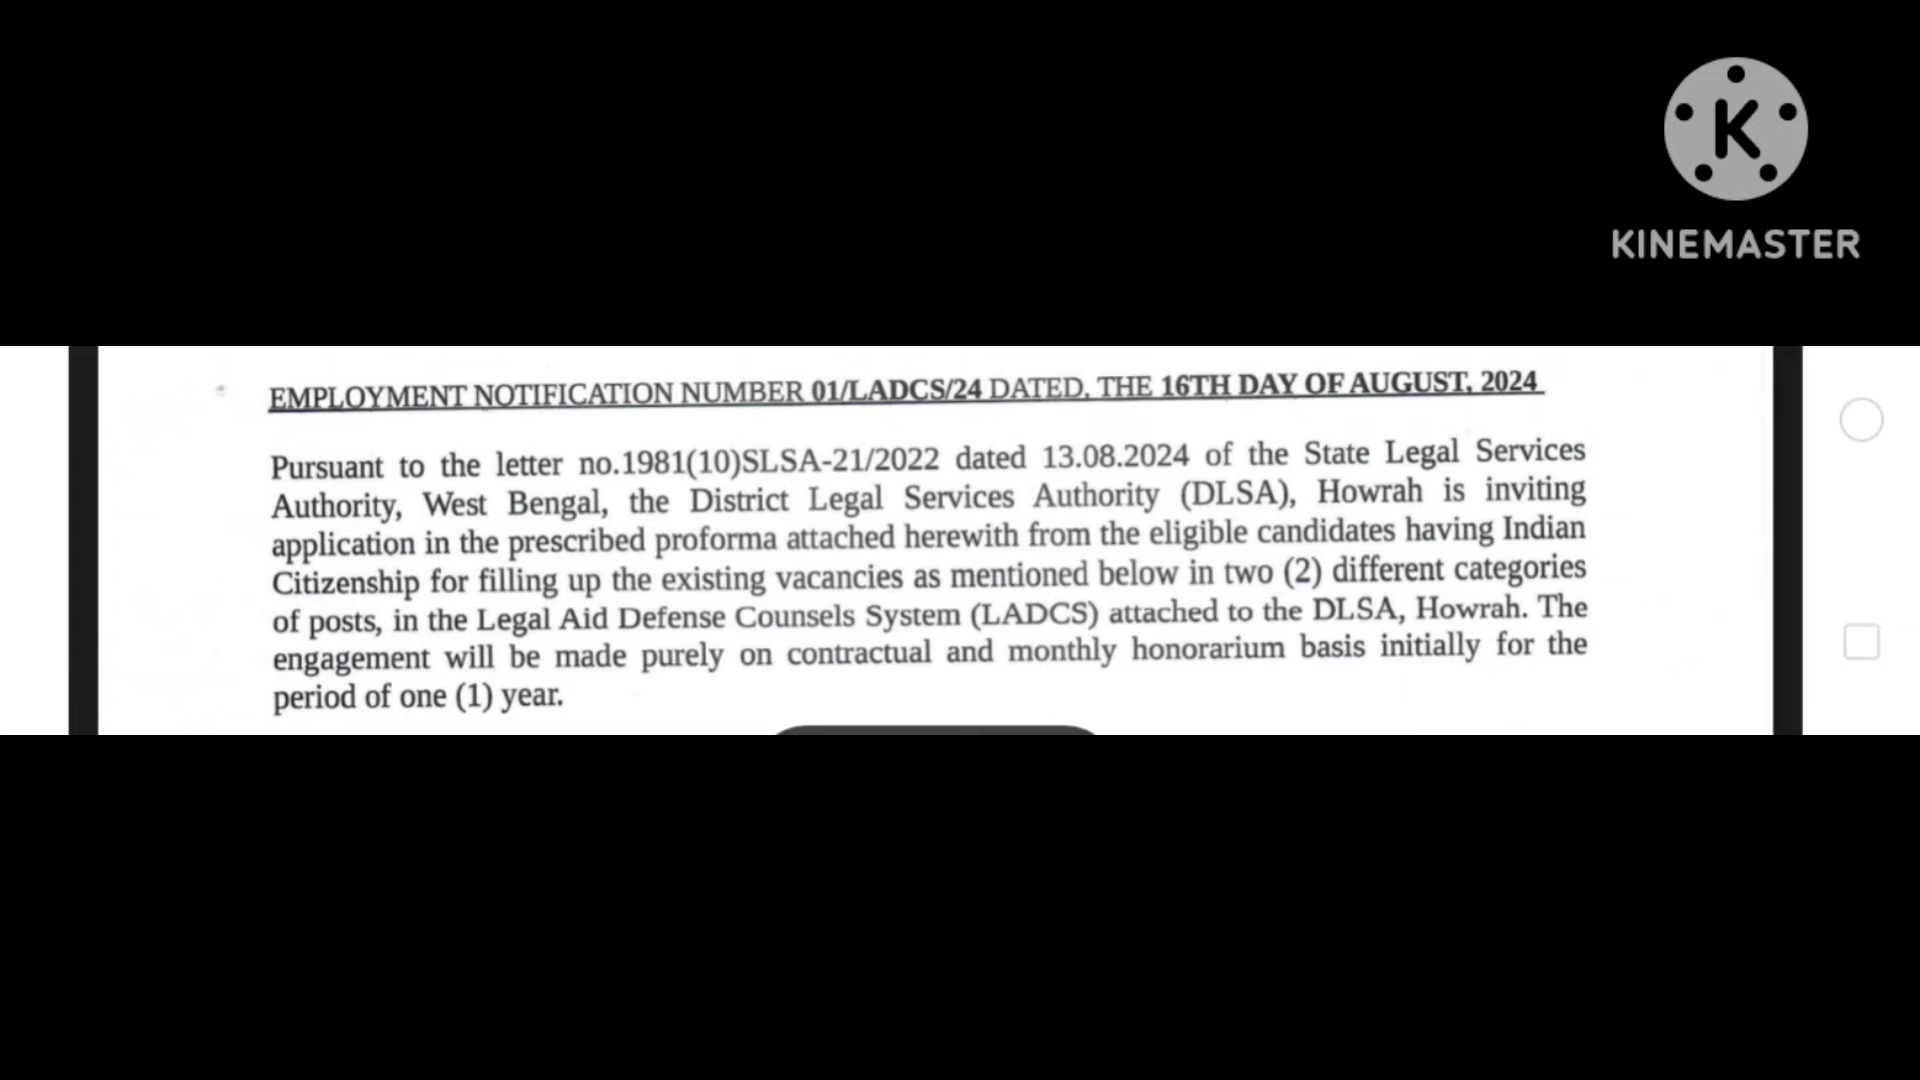 K
KINEMASTER
EMPLOYMENT NOTIFICATION NUMBER 01/LADCS/24 DATED, THE 16TH DAY OF AUGUST, 2024
Pursuant to the letter no.1981(10)SLSA-21/2022 dated 13.08.2024 of the State Legal Services
Authority, West Bengal, the District Legal Services Authority (DLSA), Howrah is inviting
application in the prescribed proforma attached herewith from the eligible candidates having Indian
Citizenship for filling up the existing vacancies as mentioned below in two (2) different categories
of posts, in the Legal Aid Defense Counsels System (LADCS) attached to the DLSA, Howrah. The
engagement will be made purely on contractual and monthly honorarium basis initially for the
period of one (1) year.